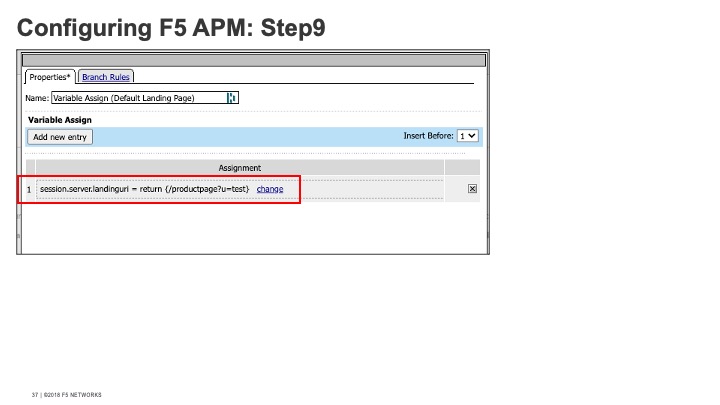 Configuring F5 APM: Step9
Properties* Branch Rules
Name: Variable Assign (Default Landing Page)
Variable Assign
Add new entry Insert Before: 1
Assignment
1 session.server.landinguri = return {/productpage?u=test} change
37 | ©2018 F5 NETWORKS